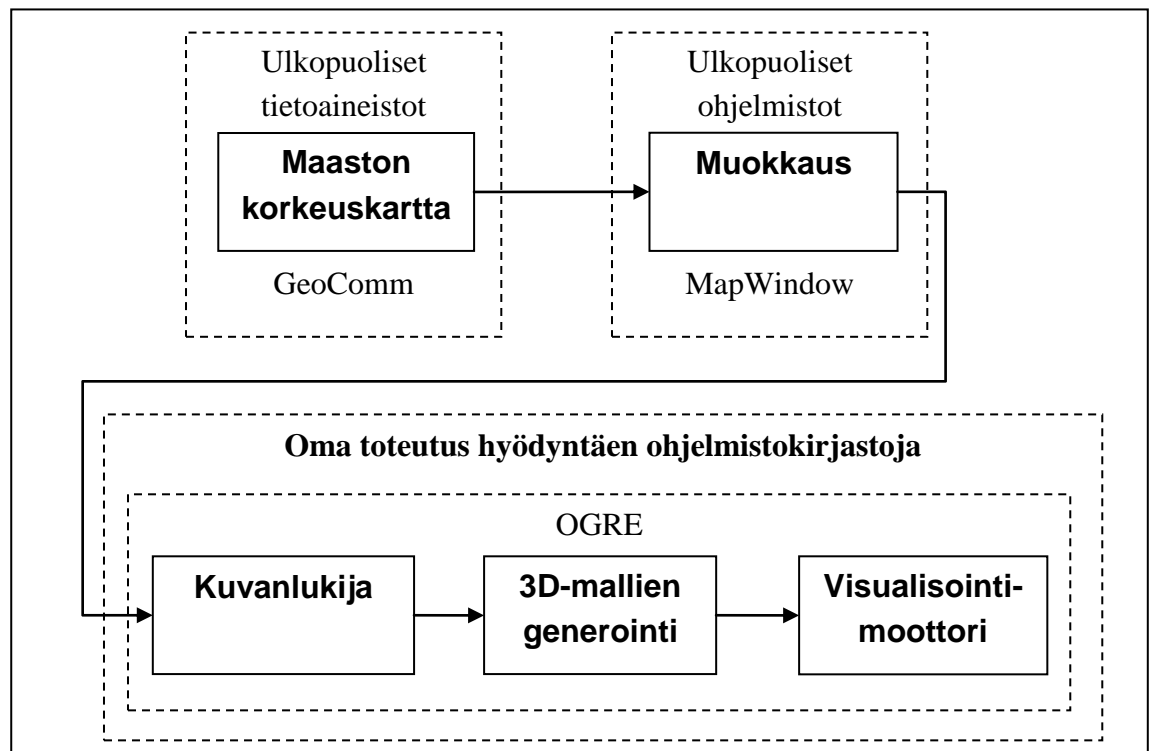 Ulkopuoliset
tietoaineistot
Maaston
korkeuskartta
GeoComm
Ulkopuoliset
ohjelmistot
Muokkaus
MapWindow
Oma toteutus hyödyntäen ohjelmistokirjastoja
OGRE
Kuvanlukija
3D-mallien
generointi
Visualisointi-
moottori